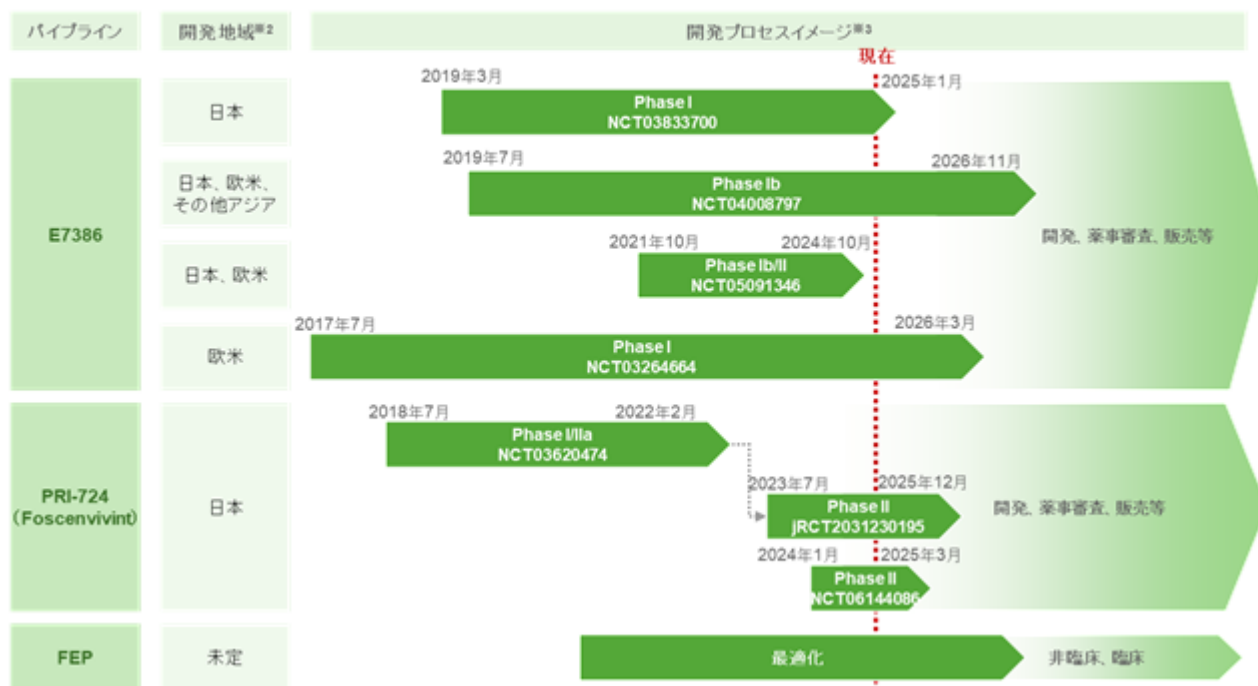 パイプライン
開発地域※2
開発プロセスイメージ※3
現在
2019年3月
2025年1月
日本
Phase I
NCT03833700
2019年7月
2026年11月
日本、欧米、
その他アジア
Phase Ib
NCT04008797
E7386
開発、薬事審査、販売等
2021年10月
2024年10月
日本、欧米
Phase Ib/II
NCT05091346
2017年7月
2026年3月
欧米
Phase I
NCT03264664
2018年7月
2022年2月
Phase I/IIa
NCT03620474
PRI-724
(Foscenvivint)
日本
2023年7月
2025年12月
Phase II
jRCT2031230195
開発、薬事審査、販売等
2024年1月
2025年3月
Phase II
NCT06144086
FEP
未定
最適化
非臨床、臨床